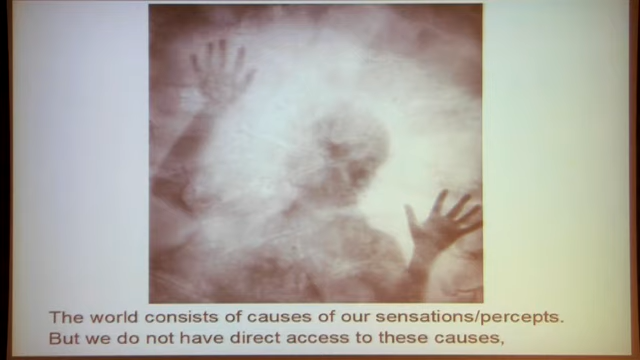 The world consists of causes of our sensations/percepts.
But we do not have direct access to these causes,